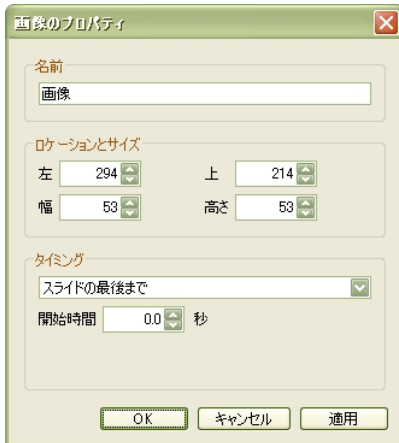 画像のプロパティ
名前
画像
ロケーションとサイズ
左 294 上 214
幅 53 高さ 53
タイミング
スライドの最後まで
開始時間 0.0 秒
OK キャンセル 適用